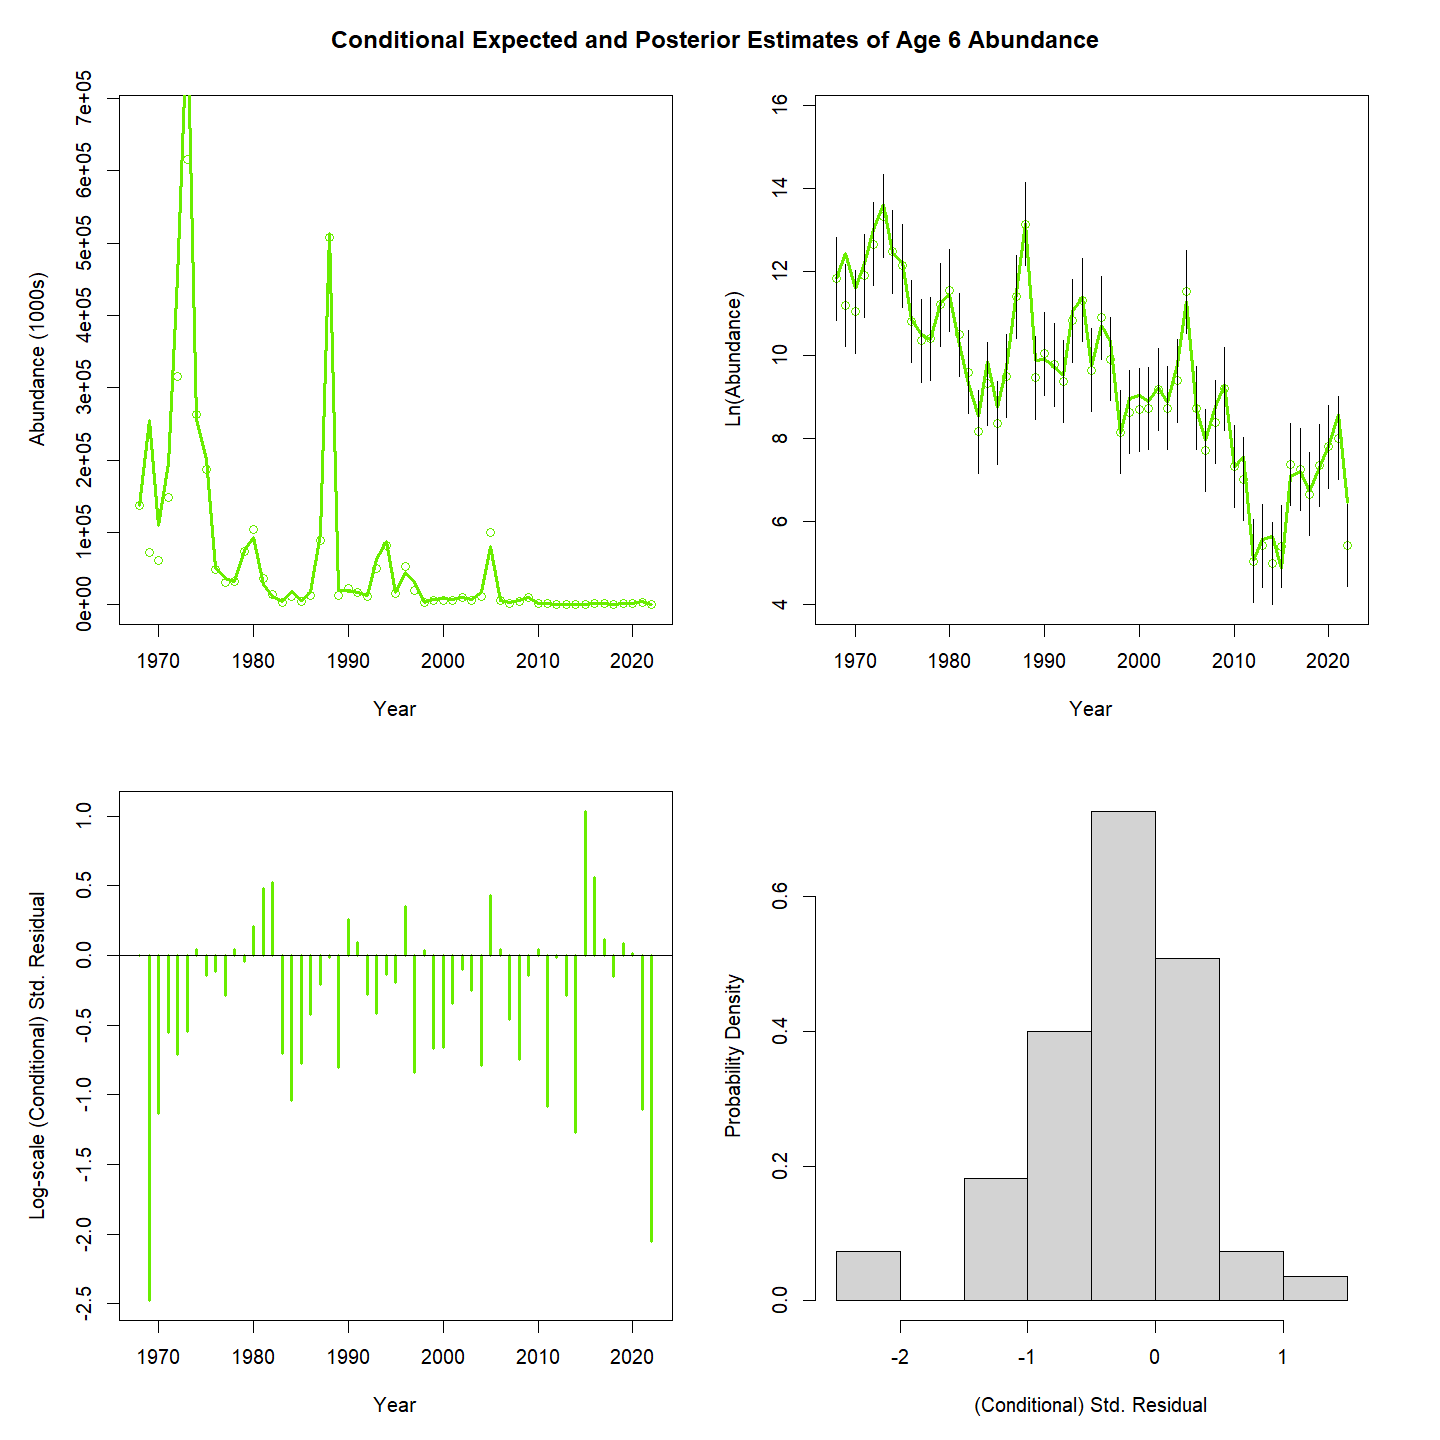 Conditional Expected and Posterior Estimates of Age 6 Abundance
Abundance (1000s)
7e+05
6e+05
5e+05
4e+05
3e+05
2e+05
1e+05
0e+00
1970 1980 1990 2000 2010 2020
Year
Ln(Abundance)
16
14
12
10
8
6
4
1970 1980 1990 2000 2010 2020
Year
Log-scale (Conditional) Std. Residual
1.0
0.5
0.0
-0.5
-1.0
-1.5
-2.0
-2.5
1970 1980 1990 2000 2010 2020
Year
Probability Density
0.6
0.4
0.2
0.0
-2 -1 0 1
(Conditional) Std. Residual